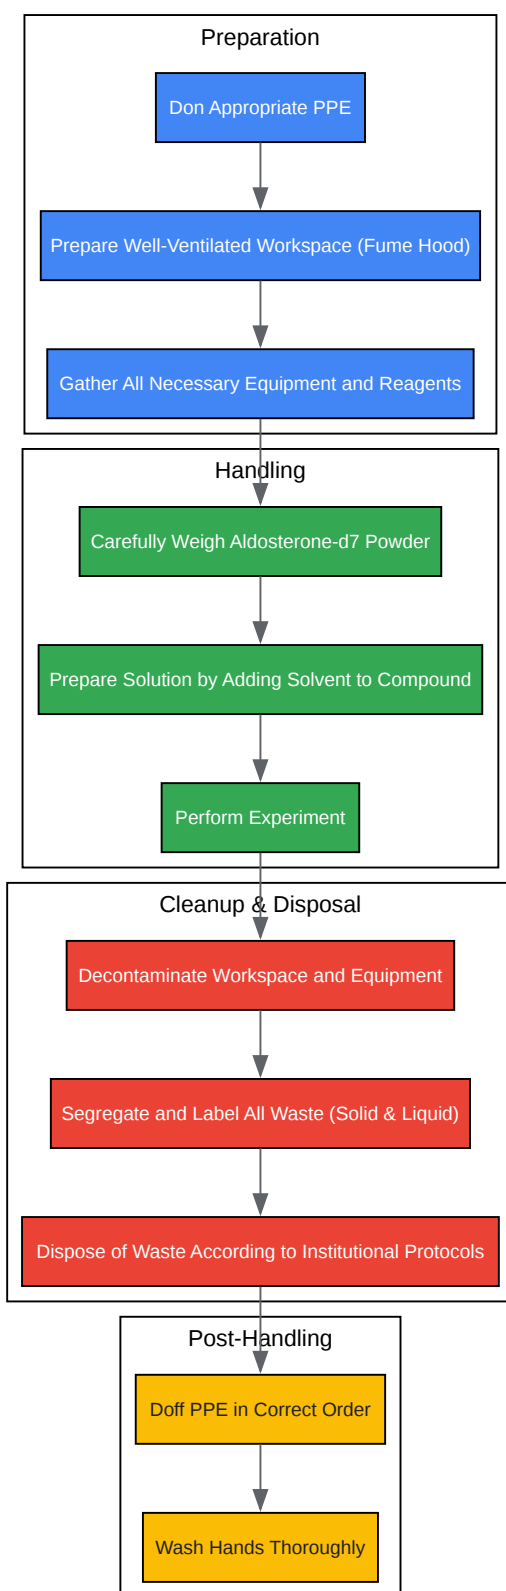 Preparation
Don Appropriate PPE
Prepare Well-Ventilated Workspace (Fume Hood)
Gather All Necessary Equipment and Reagents
Handling
Carefully Weigh Aldosterone-d7 Powder
Prepare Solution by Adding Solvent to Compound
Perform Experiment
Cleanup & Disposal
Decontaminate Workspace and Equipment
Segregate and Label All Waste (Solid & Liquid)
Dispose of Waste According to Institutional Protocols
Post-Handling
Doff PPE in Correct Order
Wash Hands Thoroughly